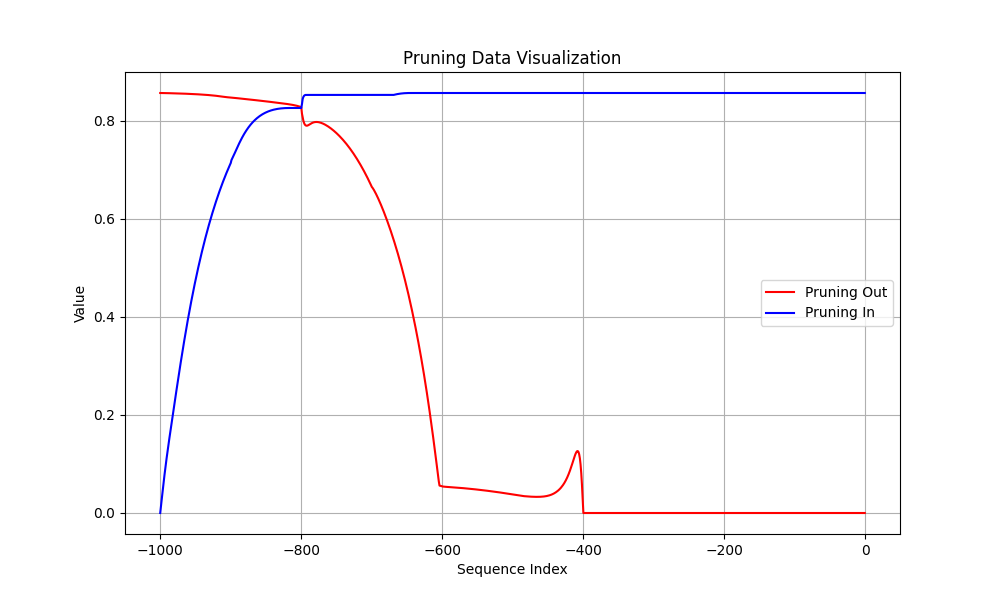 Pruning Data Visualization
Value
0.8
0.6
0.4
0.2
0.0
Pruning Out
Pruning In
−1000
−800
−600
−400
−200
0
Sequence Index